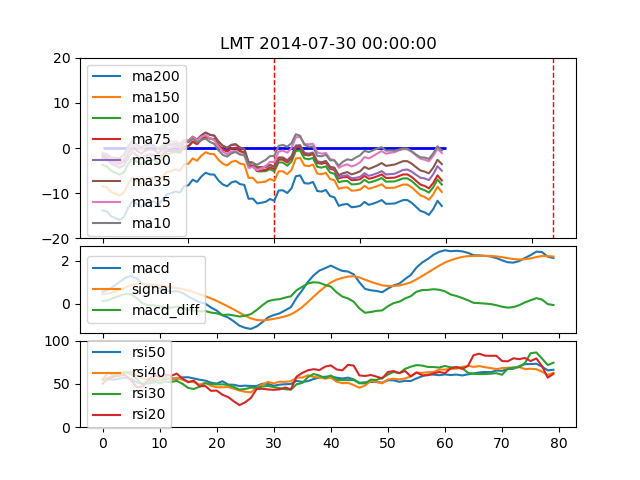 LMT 2014-07-30 00:00:00
20
10
0
−10
−20
ma200
ma150
ma100
ma75
ma50
ma35
ma15
ma10
2
0
macd
signal
macd_diff
100
50
0
rsi50
rsi40
rsi30
rsi20
0 10 20 30 40 50 60 70 80